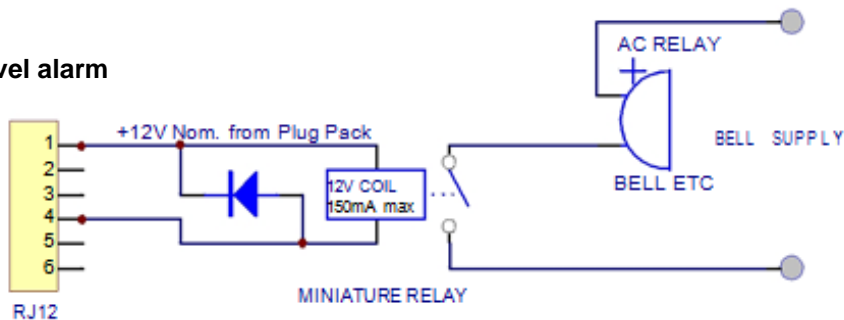 vel alarm
AC RELAY
+
+12V Nom. from Plug Pack
1
2
3
4
5
6
12V COIL
150mA max
BELL SUPPLY
BELL ETC
MINIATURE RELAY
RJ12